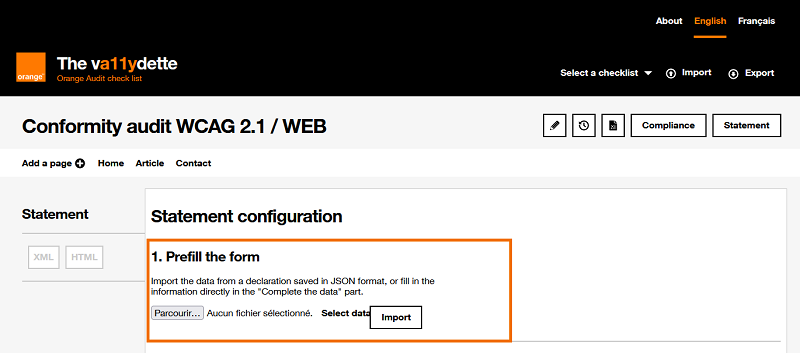 About English Français
The va11ydette
orange
Orange Audit check list
Select a checklist Import Export
Conformity audit WCAG 2.1 / WEB
Compliance Statement
Add a page Home Article Contact
Statement
XML HTML
Statement configuration
1. Prefill the form
Import the data from a declaration saved in JSON format, or fill in the
information directly in the "Complete the data" part.
Parcourir... Aucun fichier sélectionné. Select data Import